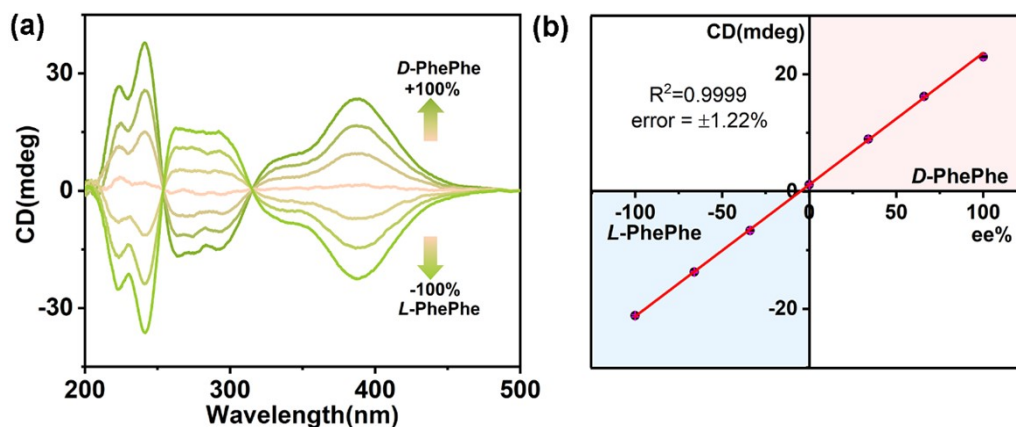 (a)
30
0
-30
CD(mdeg)
D-PhePhe
+100%
-100%
L-PhePhe
200
300
400
500
Wavelength(nm)
(b)
CD(mdeg)
20
R²=0.9999
error = ±1.22%
0
D-PhePhe
-100
-50
0
50
100
L-PhePhe
ee%
-20